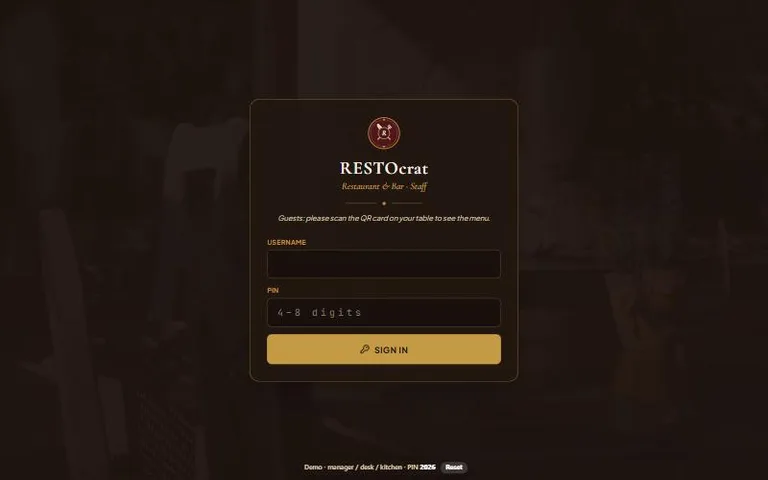 R
RESTOcrat
Restaurant & Bar · Staff
Guests: please scan the QR card on your table to see the menu.
USERNAME
PIN
4–8 digits
SIGN IN
Demo · manager / desk / kitchen · PIN 2026 Reset